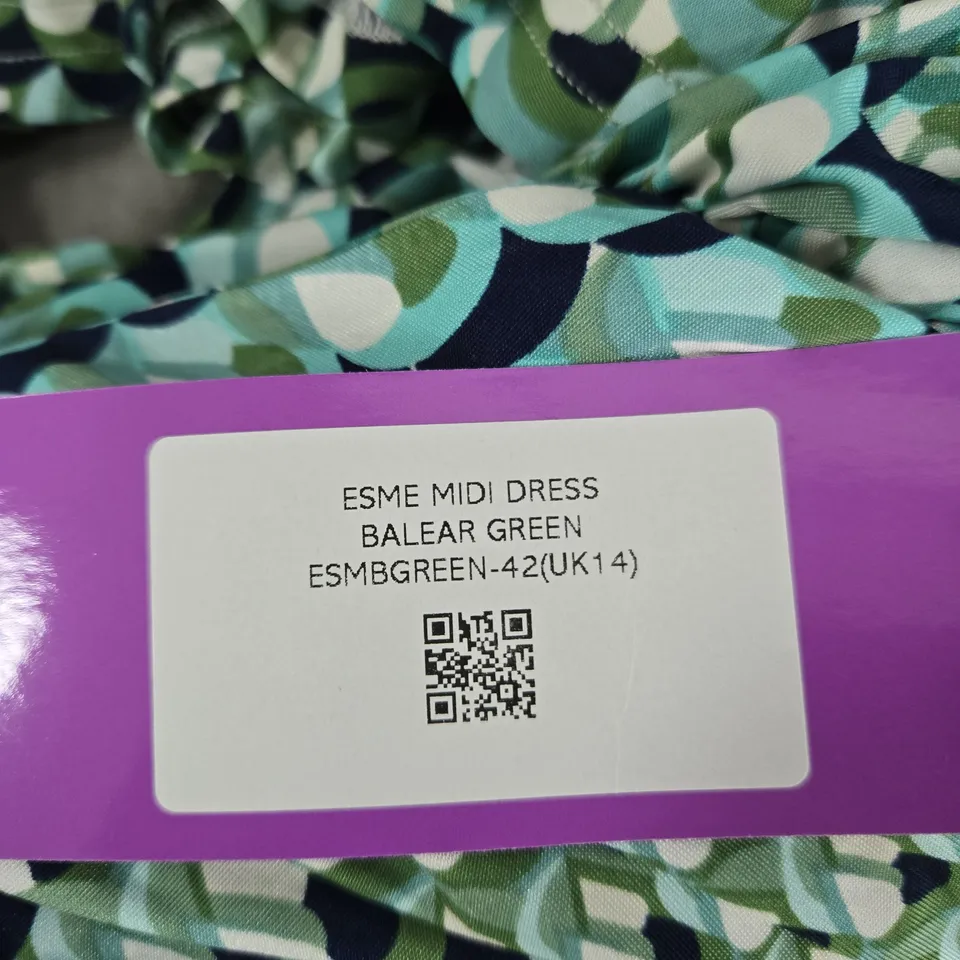 ESME MIDI DRESS
BALEAR GREEN
ESMBGREEN-42(UK14)